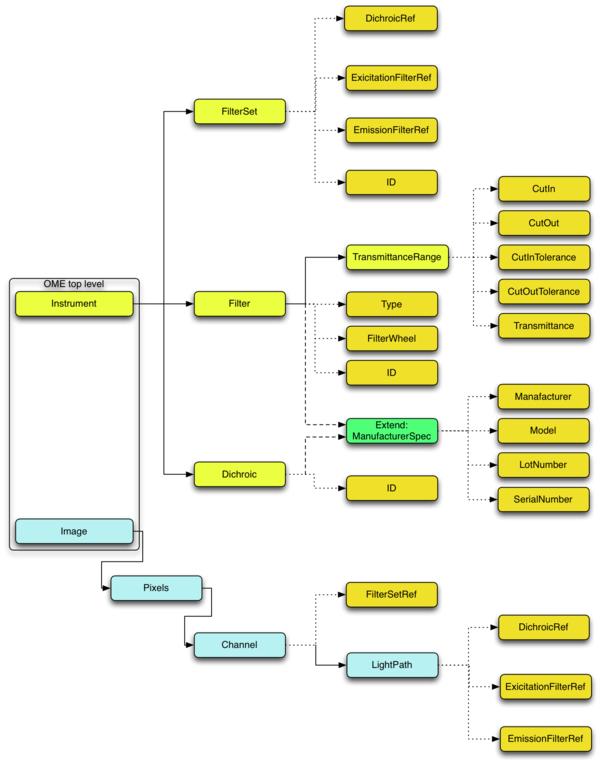 DichroicRef
ExicitationFilterRef
FilterSet
EmissionFilterRef
ID
CutIn
CutOut
TransmittanceRange
CutInTolerance
OME top level
CutOutTolerance
Instrument
Filter
Type
Transmittance
FilterWheel
ID
Manafacturer
Extend:
ManufacturerSpec
Model
LotNumber
Dichroic
ID
SerialNumber
Image
Pixels
FilterSetRef
DichroicRef
Channel
LightPath
ExicitationFilterRef
EmissionFilterRef